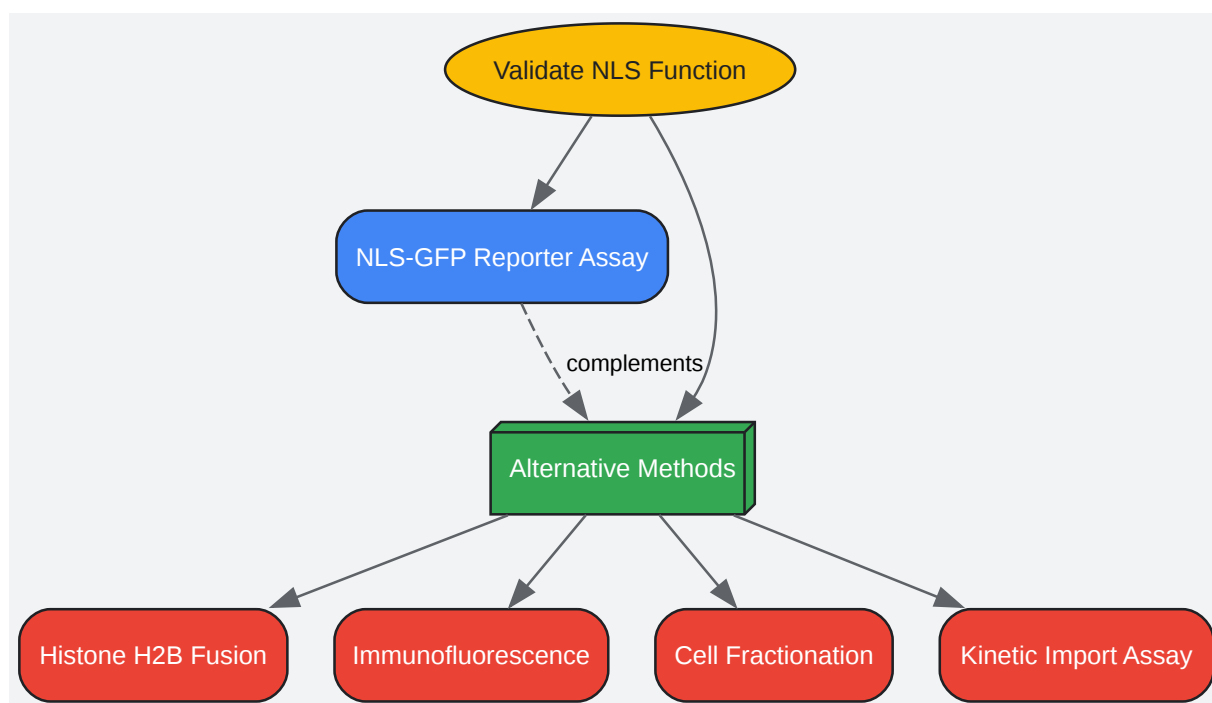 Validate NLS Function
NLS-GFP Reporter Assay
complements
Alternative Methods
Histone H2B Fusion
Immunofluorescence
Cell Fractionation
Kinetic Import Assay